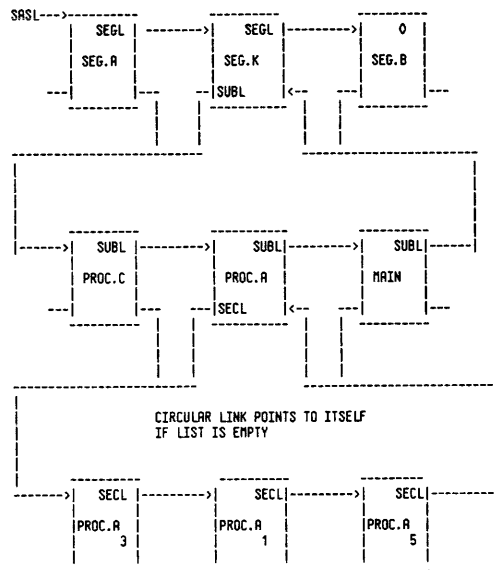 SASL
SEGL SEGL 0
SEG.A SEG.K SEG.B
SUBL
SUBL SUBL SUBL
PROC.C PROC.A MAIN
SECL
CIRCULAR LINK POINTS TO ITSELF
IF LIST IS EMPTY
SECL SECL SECL
PROC.A PROC.A PROC.A
3 1 5